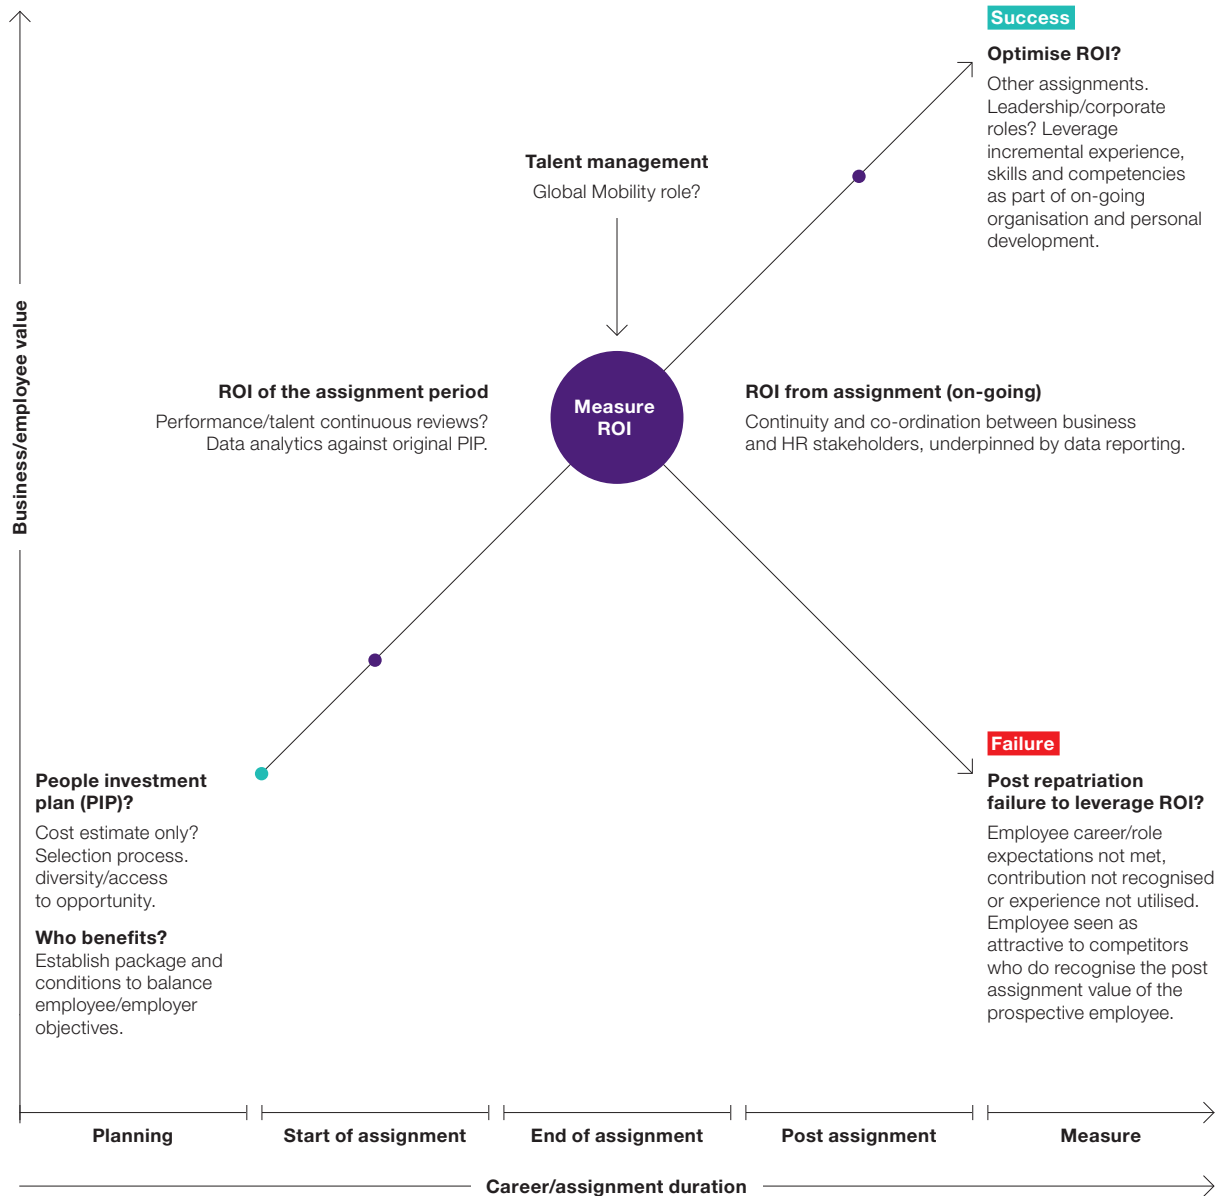 Success
Optimise ROI?
Other assignments.
Leadership/corporate
roles? Leverage
incremental experience,
skills and competencies
as part of on-going
organisation and personal
development.
Talent management
Global Mobility role?
Business/employee value
ROI of the assignment period
Performance/talent continuous reviews?
Data analytics against original PIP.
Measure
ROI
ROI from assignment (on-going)
Continuity and co-ordination between business
and HR stakeholders, underpinned by data reporting.
People investment
plan (PIP)?
Cost estimate only?
Selection process.
diversity/access
to opportunity.
Who benefits?
Establish package and
conditions to balance
employee/employer
objectives.
Failure
Post repatriation
failure to leverage ROI?
Employee career/role
expectations not met,
contribution not recognised
or experience not utilised.
Employee seen as
attractive to competitors
who do recognise the post
assignment value of the
prospective employee.
Planning
Start of assignment
End of assignment
Post assignment
Measure
Career/assignment duration